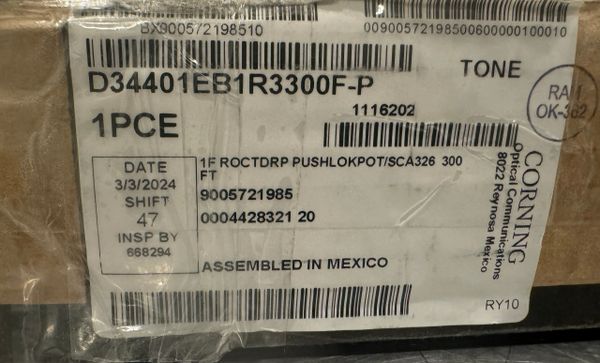 BX900572198510
00900572198500600000100010
D34401EB1R3300F-P
TONE
RAI1
OK-362
1116202
1PCE
1F ROCTDRP PUSHLOKPOT/SCA326 300
FT
DATE
3/3/2024
SHIFT
47
INSP BY
668294
9005721985
0004428321 20
ASSEMBLED IN MEXICO
CORNING
Optical Communications
8022 Reynosa Mexico
RY10